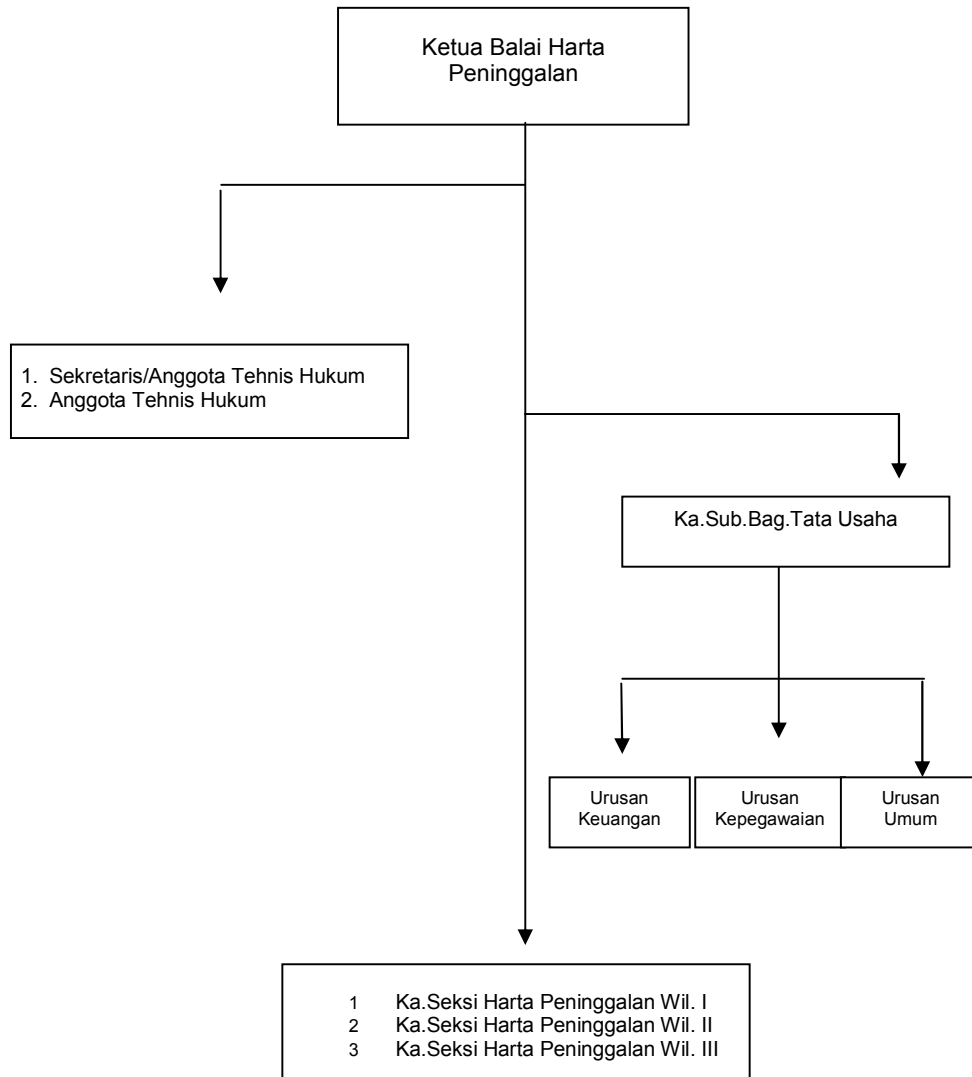 Ketua Balai Harta
Peninggalan
1. Sekretaris/Anggota Tehnis Hukum
2. Anggota Tehnis Hukum
Ka.Sub.Bag.Tata Usaha
Urusan
Keuangan
Urusan
Kepegawaian
Urusan
Umum
1 Ka.Seksi Harta Peninggalan Wil. I
2 Ka.Seksi Harta Peninggalan Wil. II
3 Ka.Seksi Harta Peninggalan Wil. III